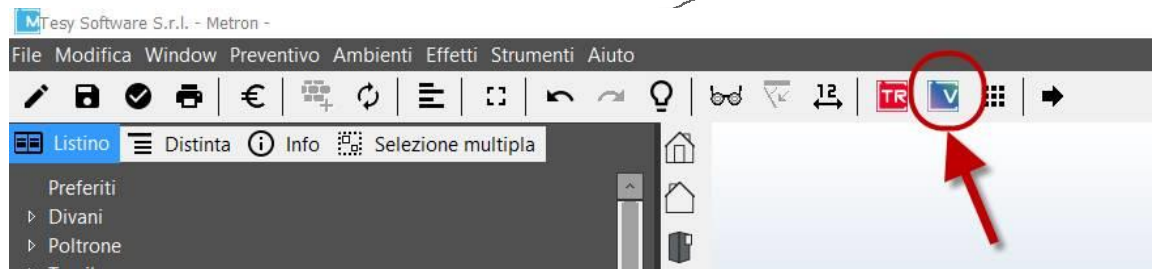 M Tesy Software S.r.l. - Metron -
File Modifica Window Preventivo Ambienti Effetti Strumenti Aiuto
€ 12 TR V
Listino Distinta Info Selezione multipla
Preferiti
Divani
Poltrone